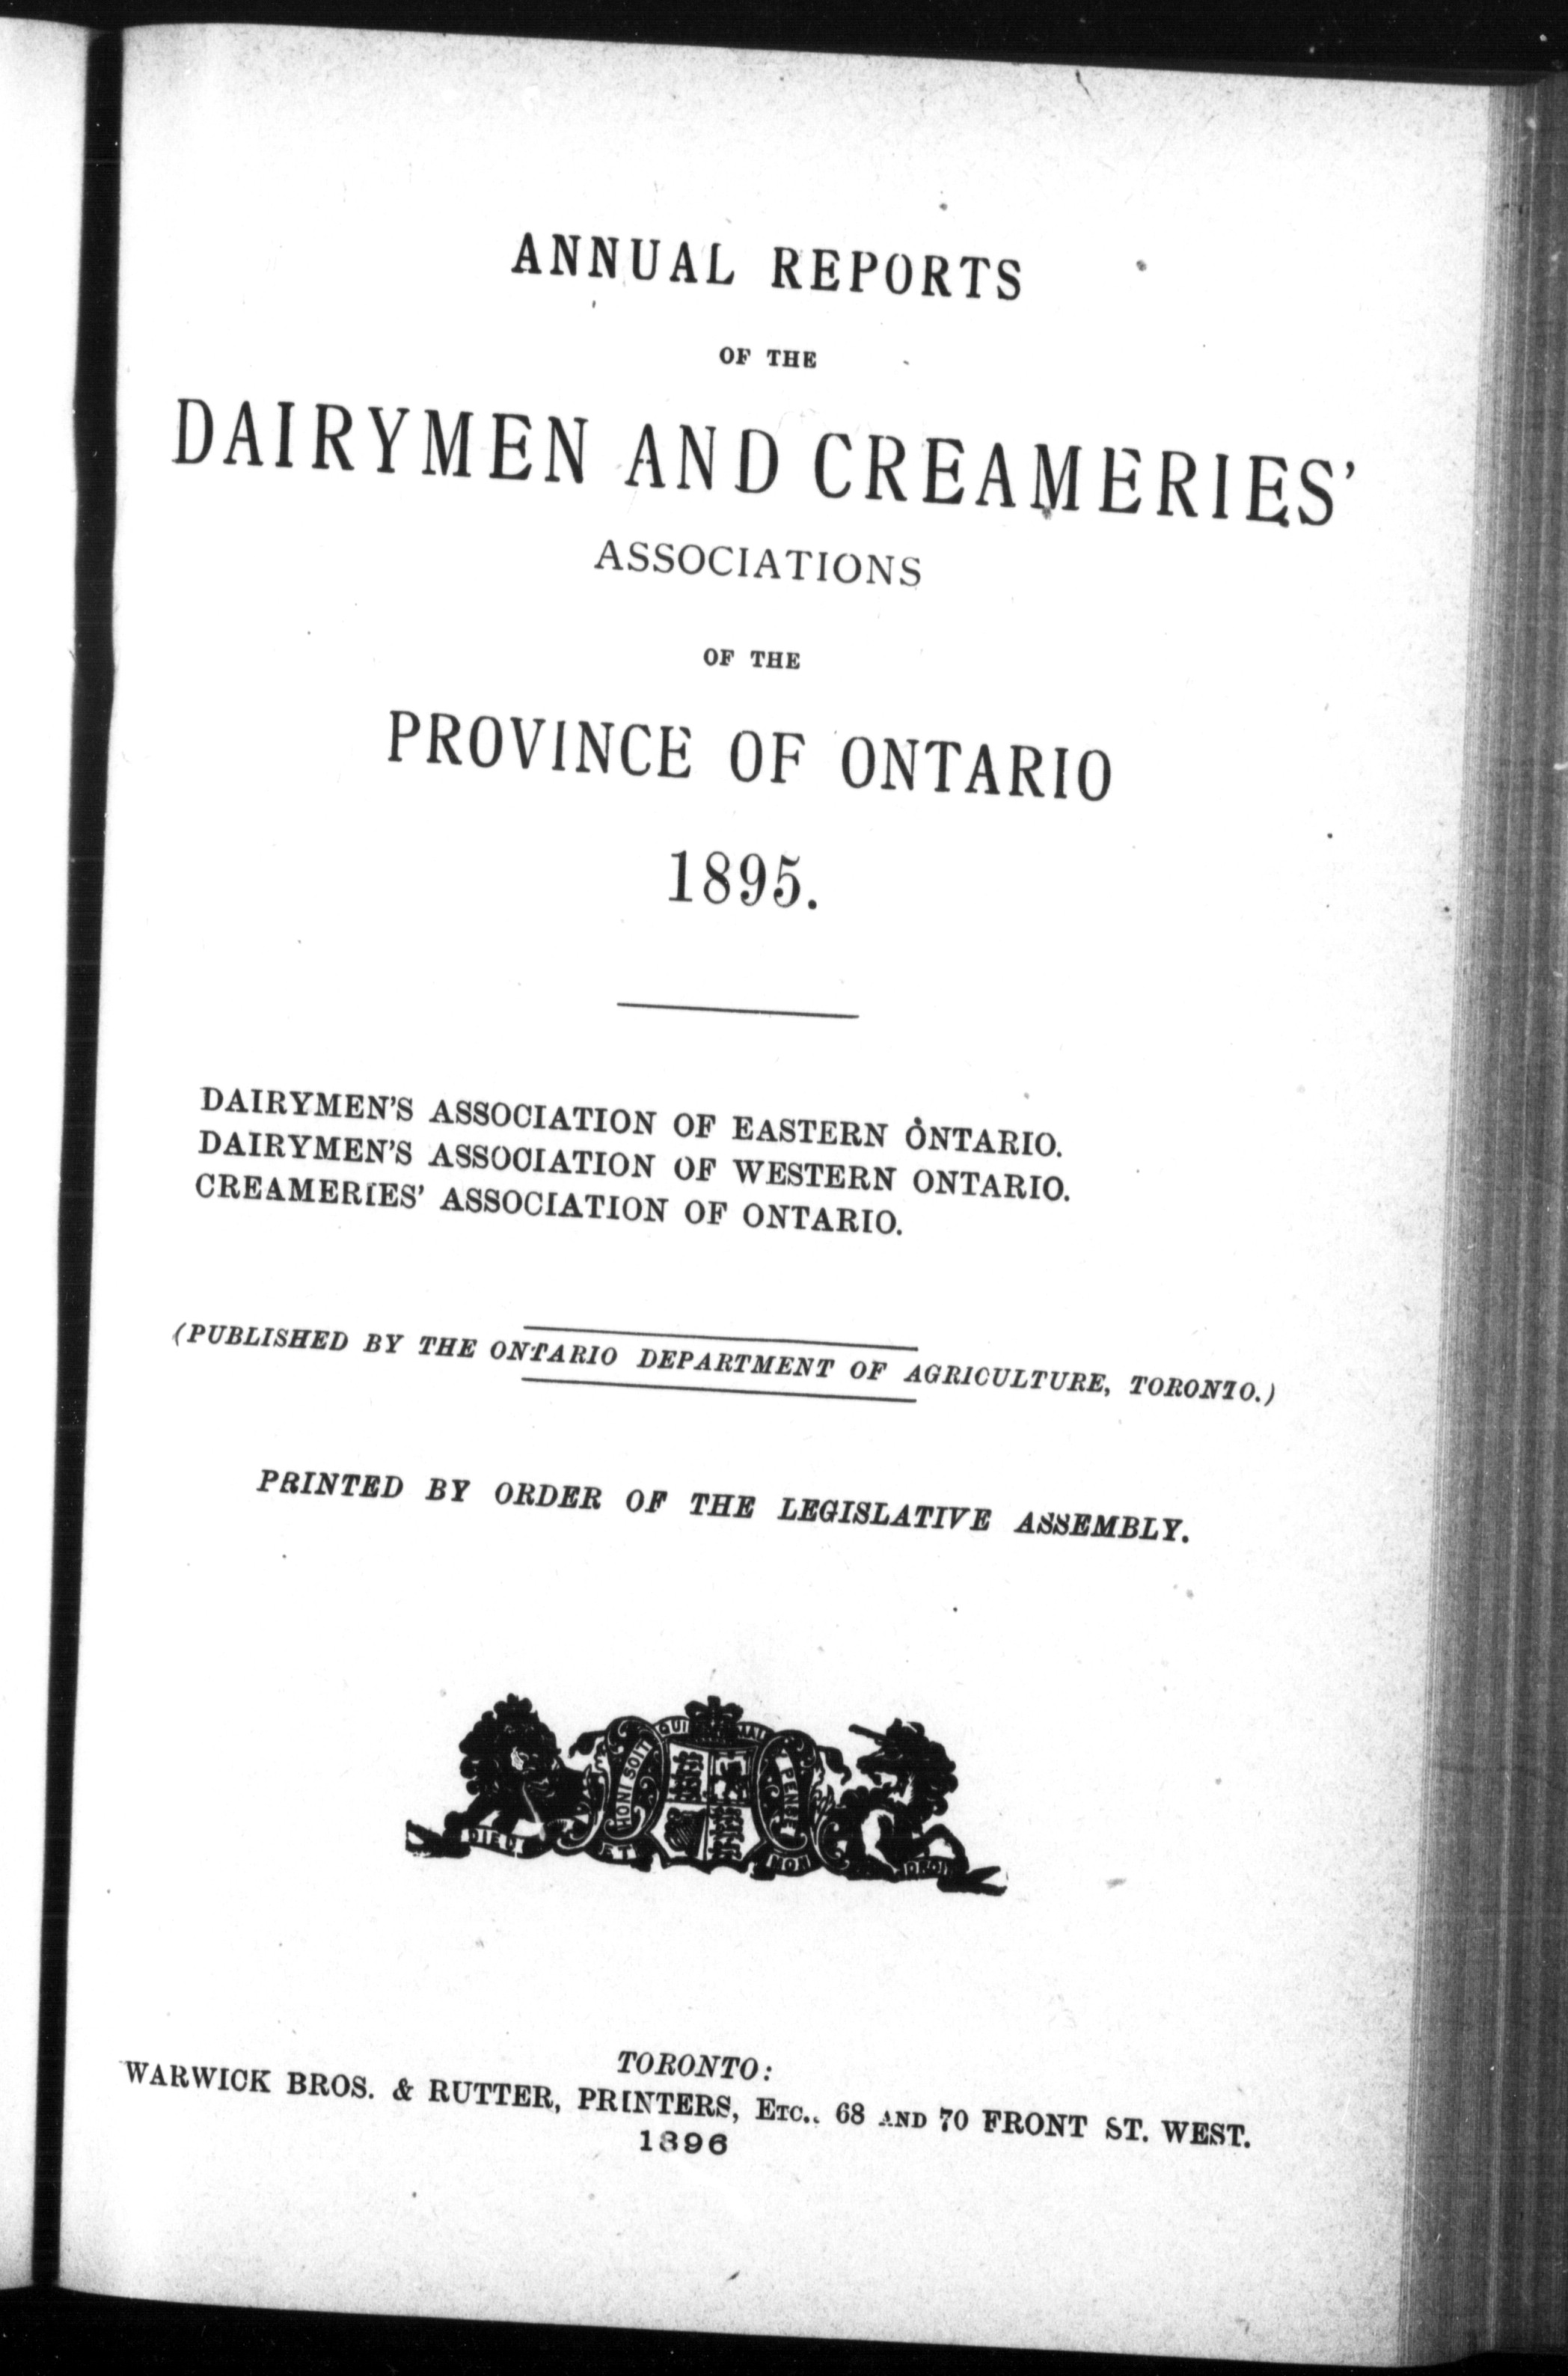 ANNUAL REPORTS
OF THE
DAIRYMEN AND CREAMERIES'
ASSOCIATIONS
OF THE
PROVINCE OF ONTARIO
1895.
DAIRYMEN'S ASSOCIATION OF EASTERN ONTARIO.
DAIRYMEN'S ASSOCIATION OF WESTERN ONTARIO.
CREAMERIES' ASSOCIATION OF ONTARIO.
(PUBLISHED BY THE ONTARIO DEPARTMENT OF AGRICULTURE, TORONTO.)
PRINTED BY ORDER OF THE LEGISLATIVE ASSEMBLY.
HONI SOIT QUI MAL PENSE
DIEU ET MON DROIT
TORONTO:
WARWICK BROS. & RUTTER, PRINTERS, ETC., 68 AND 70 FRONT ST. WEST.
1896